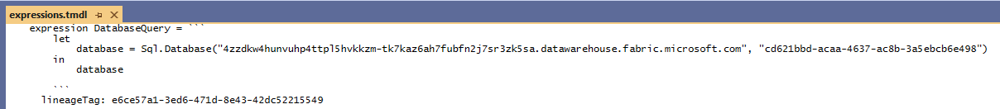 expressions.tmdl
expression DatabaseQuery = ```
let
database = Sql.Database("4zzdkw4hunvuhp4ttpl5hvkkzm-tk7kaz6ah7fubfn2j7sr3zk5sa.datawarehouse.fabric.microsoft.com", "cd621bbd-acaa-4637-ac8b-3a5ebcb6e498")
in
database
```
lineageTag: e6ce57a1-3ed6-471d-8e43-42dc52215549